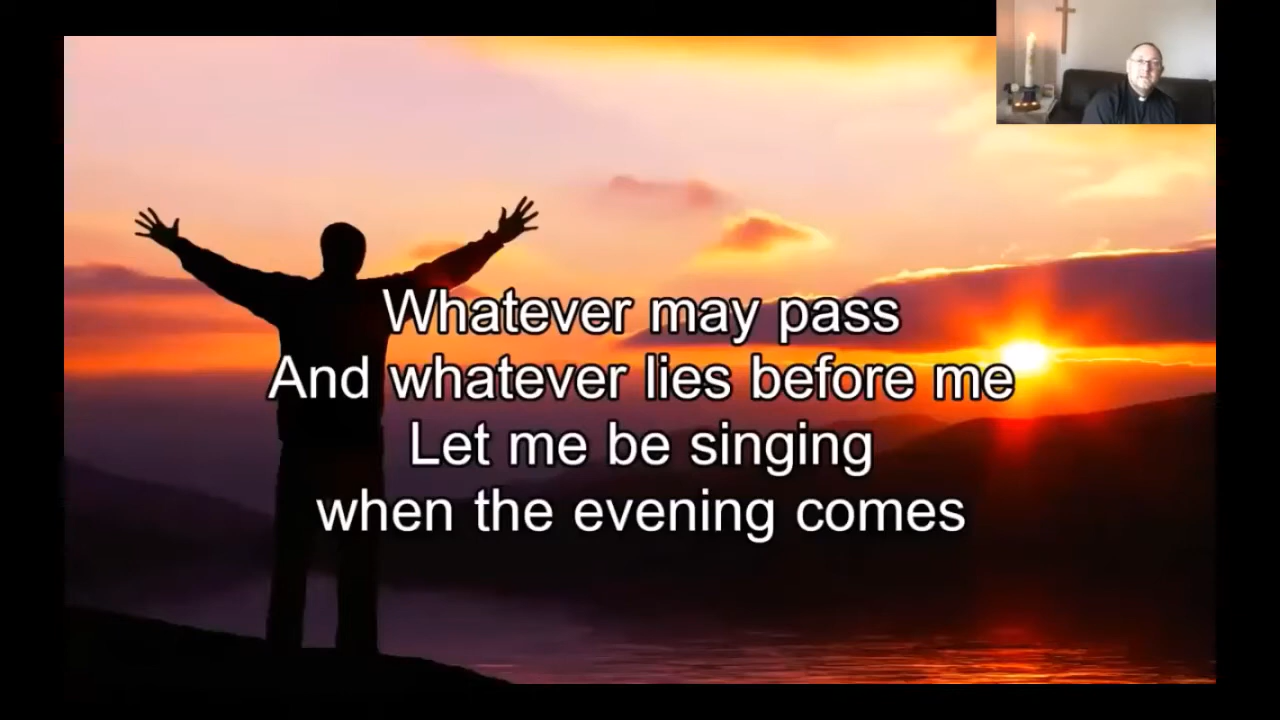 Whatever may pass
And whatever lies before me
Let me be singing
when the evening comes